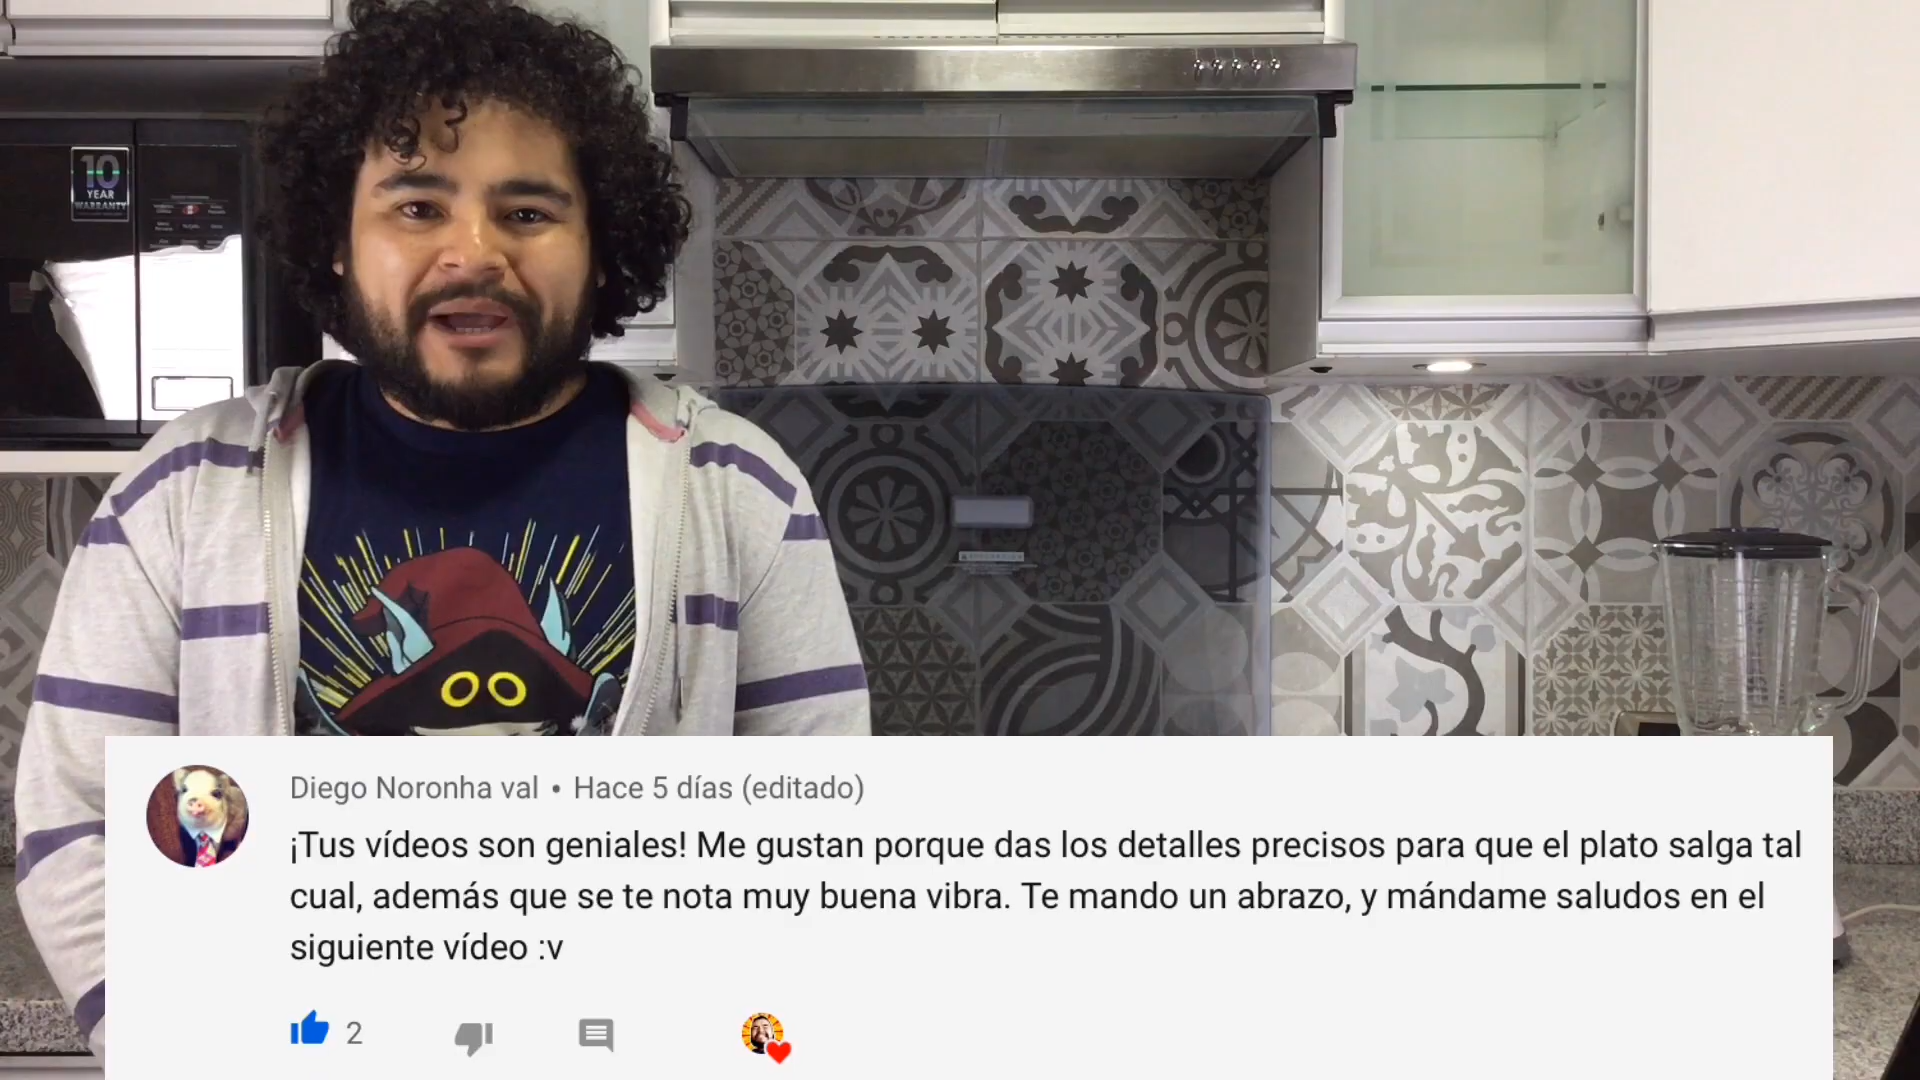 10
YEAR
WARRANTY
Diego Noronha val • Hace 5 días (editado)
¡Tus vídeos son geniales! Me gustan porque das los detalles precisos para que el plato salga tal
cual, además que se te nota muy buena vibra. Te mando un abrazo, y mándame saludos en el
siguiente vídeo :v
2